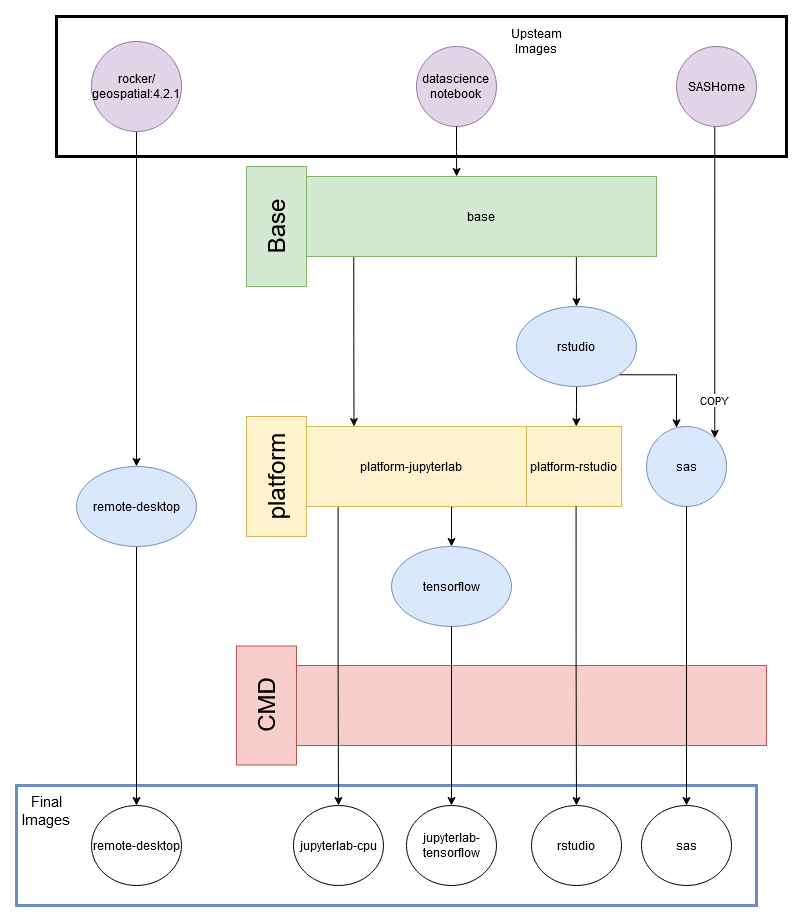 Upsteam
Images
rocker/
geospatial:4.2.1
datascience
notebook
SASHome
Base
base
rstudio
COPY
platform
platform-jupyterlab
platform-rstudio
sas
remote-desktop
tensorflow
CMD
Final
Images
remote-desktop
jupyterlab-cpu
jupyterlab-
tensorflow
rstudio
sas